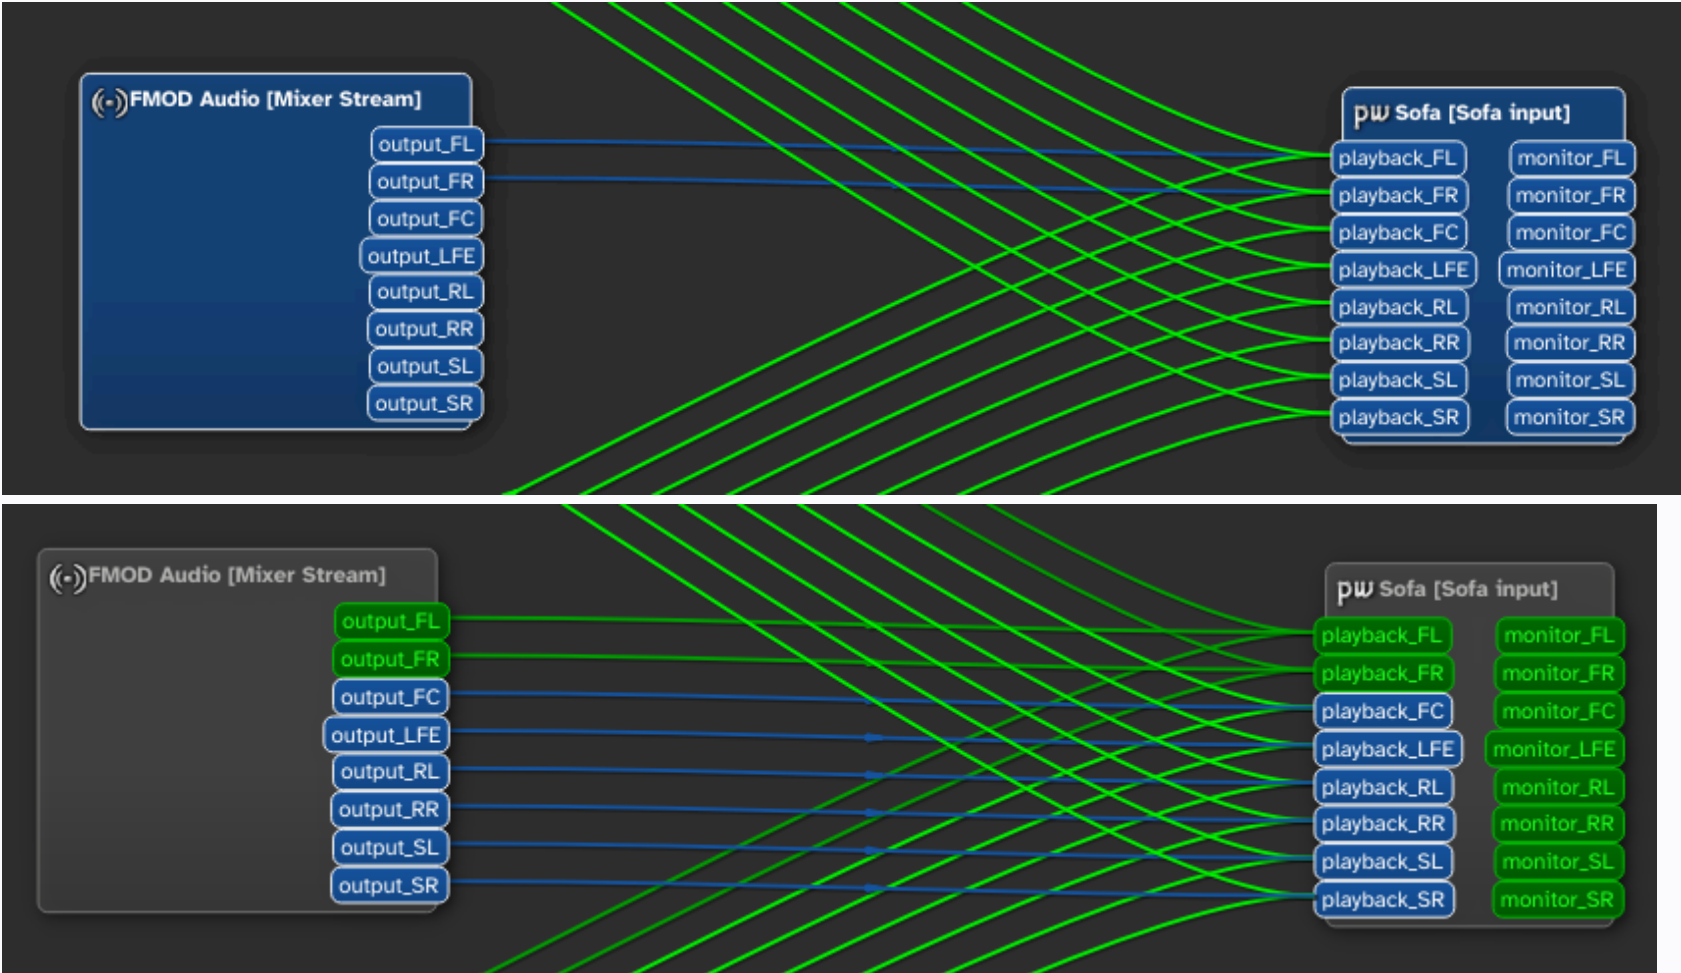 FMOD Audio [Mixer Stream]
output_FL
output_FR
output_FC
output_LFE
output_RL
output_RR
output_SL
output_SR
pw Sofa [Sofa input]
playback_FL monitor_FL
playback_FR monitor_FR
playback_FC monitor_FC
playback_LFE monitor_LFE
playback_RL monitor_RL
playback_RR monitor_RR
playback_SL monitor_SL
playback_SR monitor_SR
FMOD Audio [Mixer Stream]
output_FL
output_FR
output_FC
output_LFE
output_RL
output_RR
output_SL
output_SR
pw Sofa [Sofa input]
playback_FL monitor_FL
playback_FR monitor_FR
playback_FC monitor_FC
playback_LFE monitor_LFE
playback_RL monitor_RL
playback_RR monitor_RR
playback_SL monitor_SL
playback_SR monitor_SR